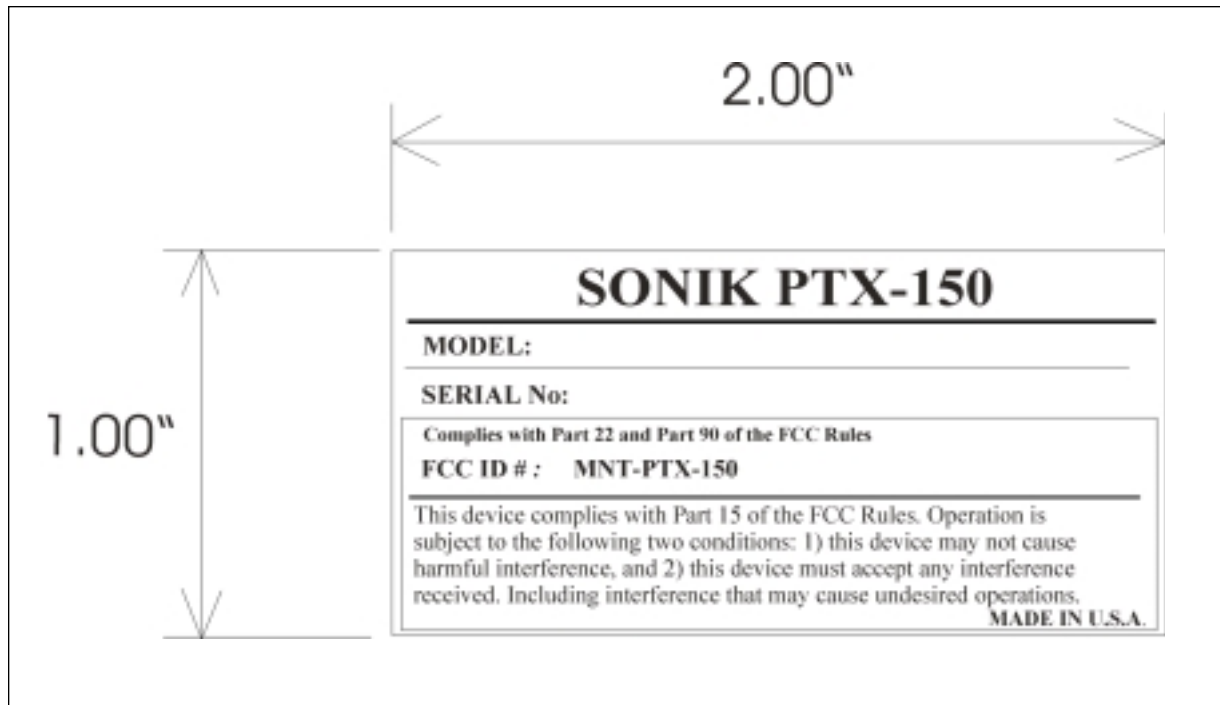 2.00"
1.00"
SONIK PTX-150
MODEL:
SERIAL No:
Complies with Part 22 and Part 90 of the FCC Rules
FCC ID # : MNT-PTX-150
This device complies with Part 15 of the FCC Rules. Operation is
subject to the following two conditions: 1) this device may not cause
harmful interference, and 2) this device must accept any interference
received. Including interference that may cause undesired operations.
MADE IN U.S.A.